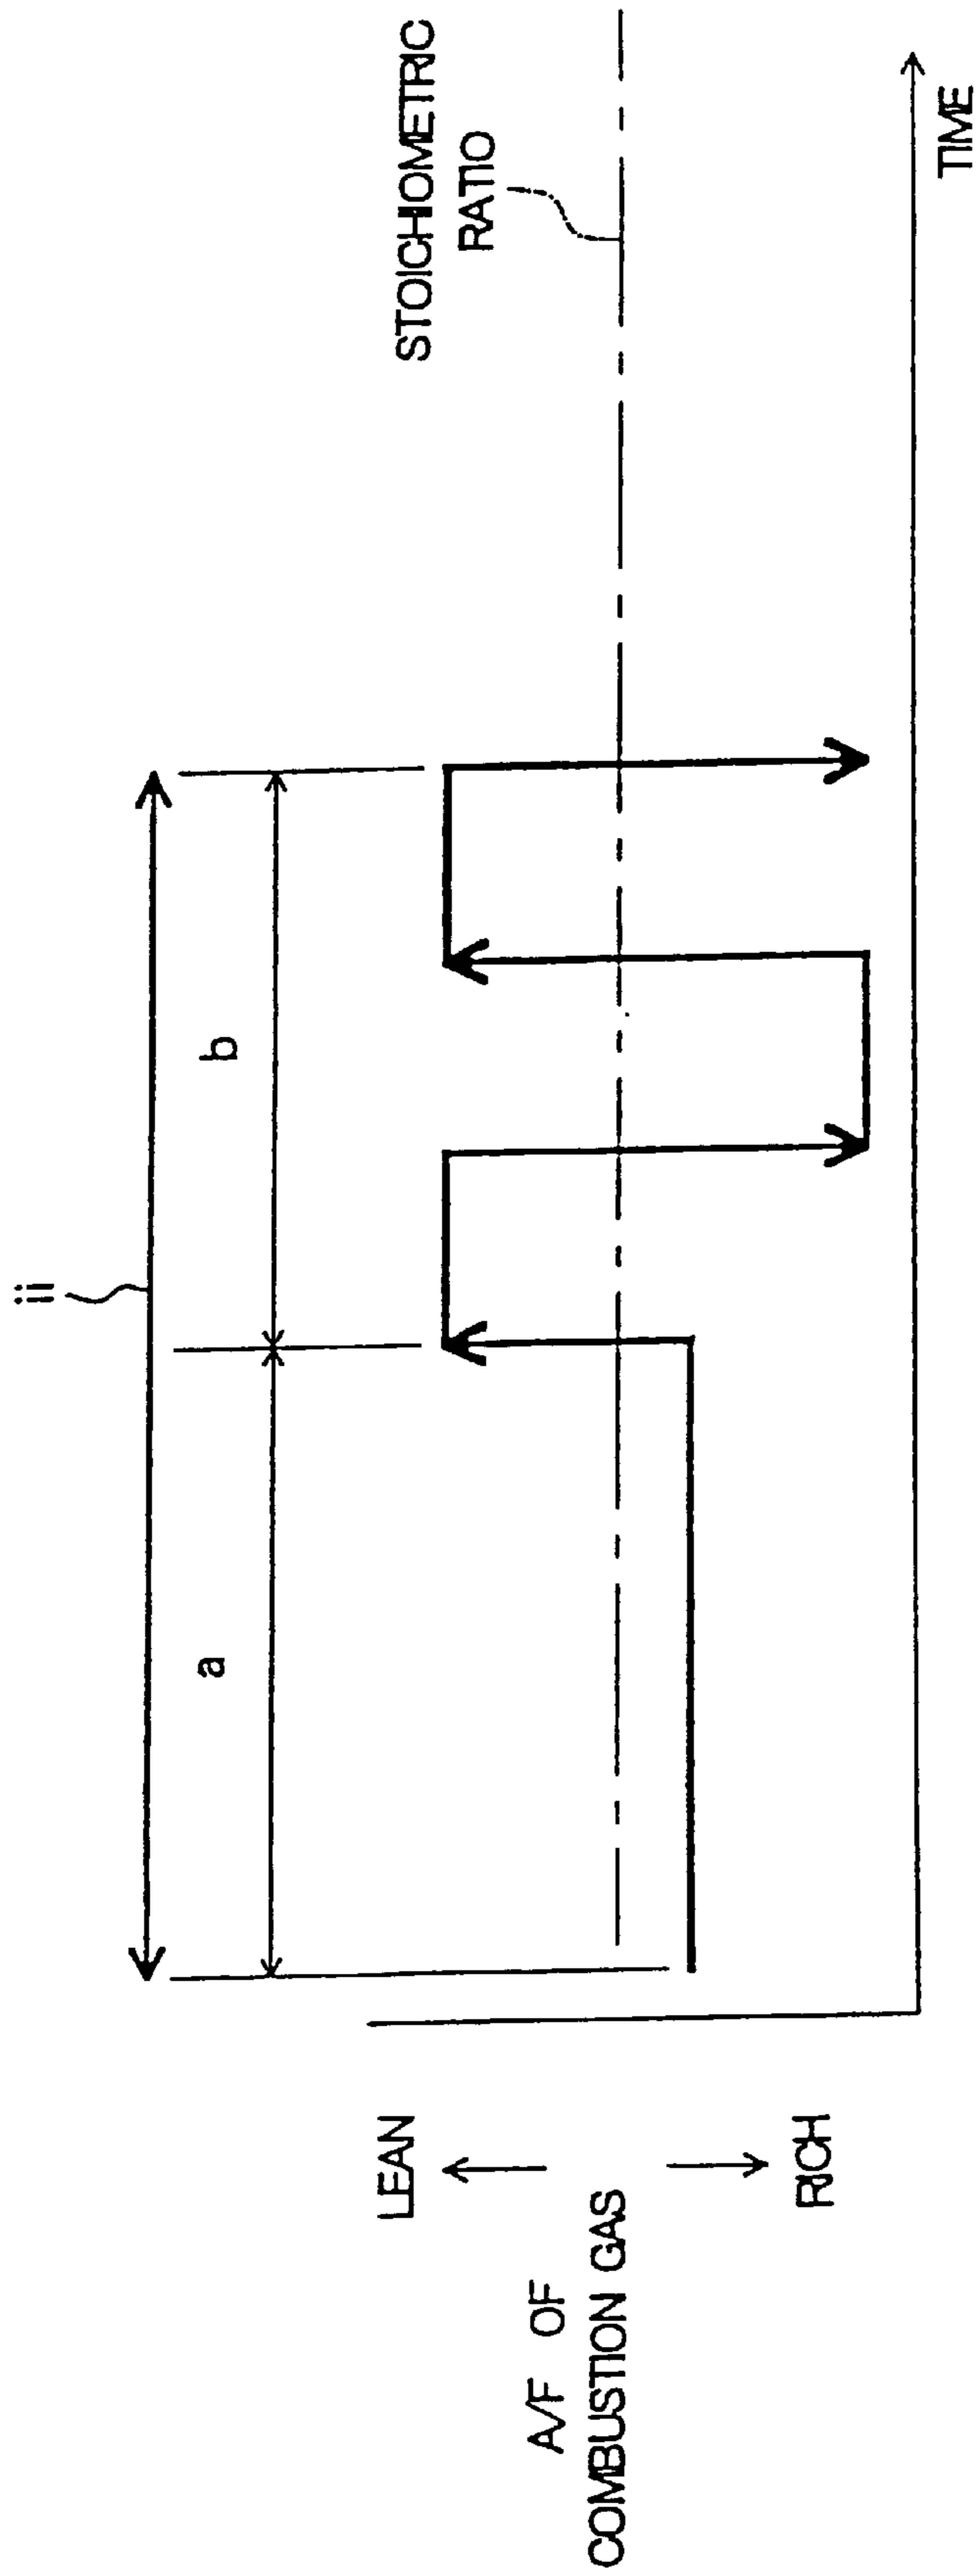 ii
a
b
STOICHIOMETRIC
RATIO
LEAN
A/F OF
COMBUSTION GAS
RICH
TIME